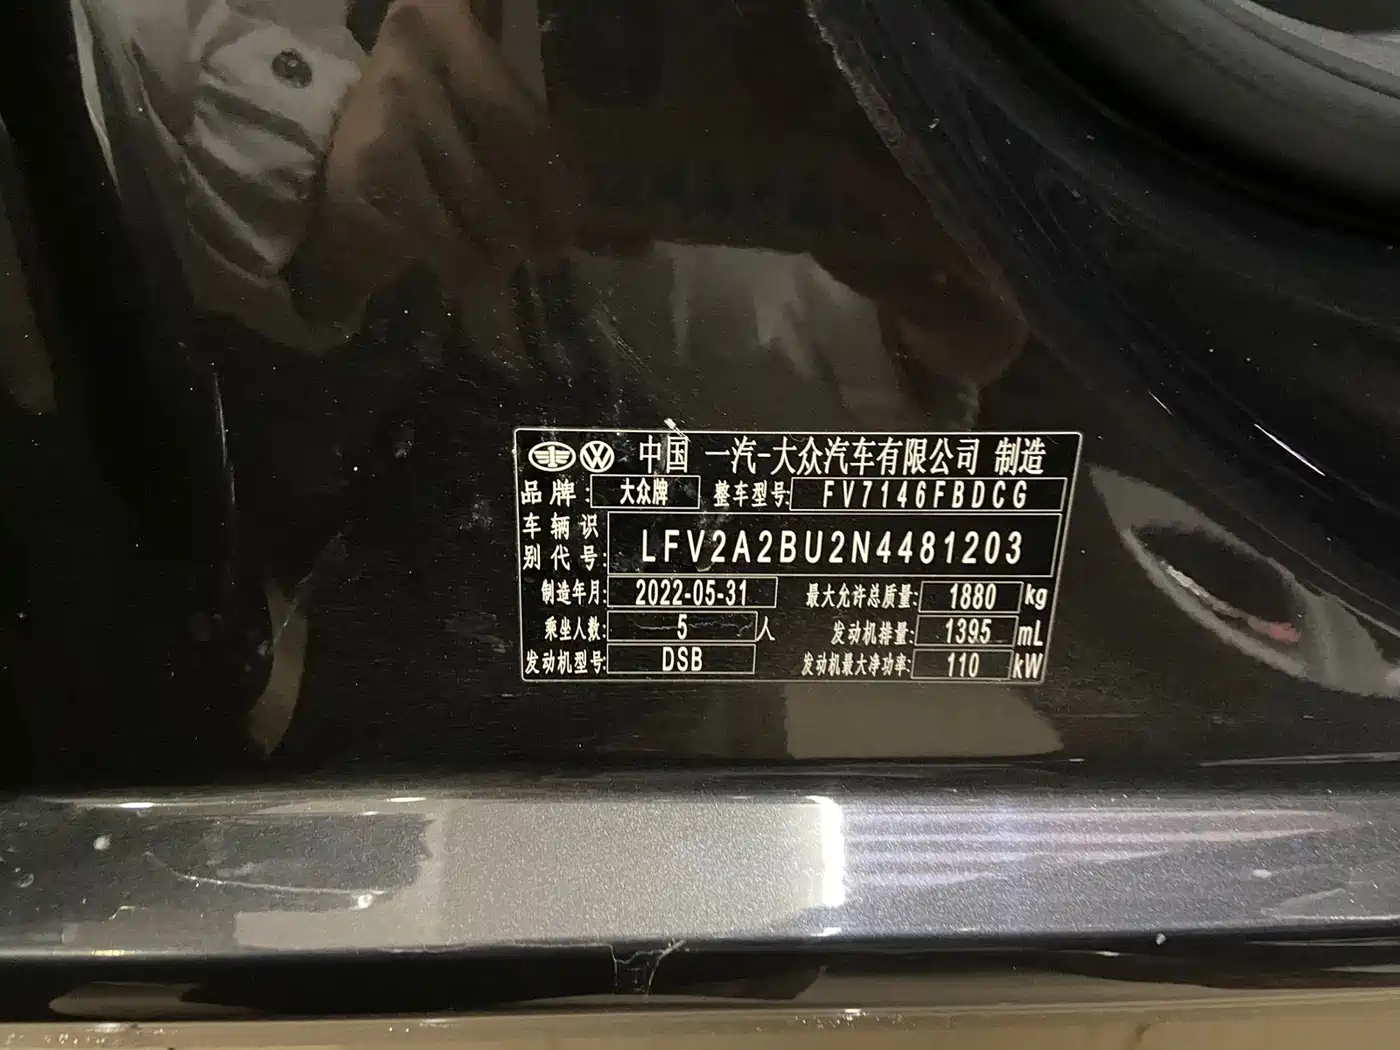 中国 一汽-大众汽车有限公司 制造
品牌: 大众牌 整车型号: FV7146FBDCG
车辆识别代号: LFV2A2BU2N4481203
制造年月: 2022-05-31 最大允许总质量: 1880 kg
乘坐人数: 5 人 发动机排量: 1395 mL
发动机型号: DSB 发动机最大净功率: 110 kW